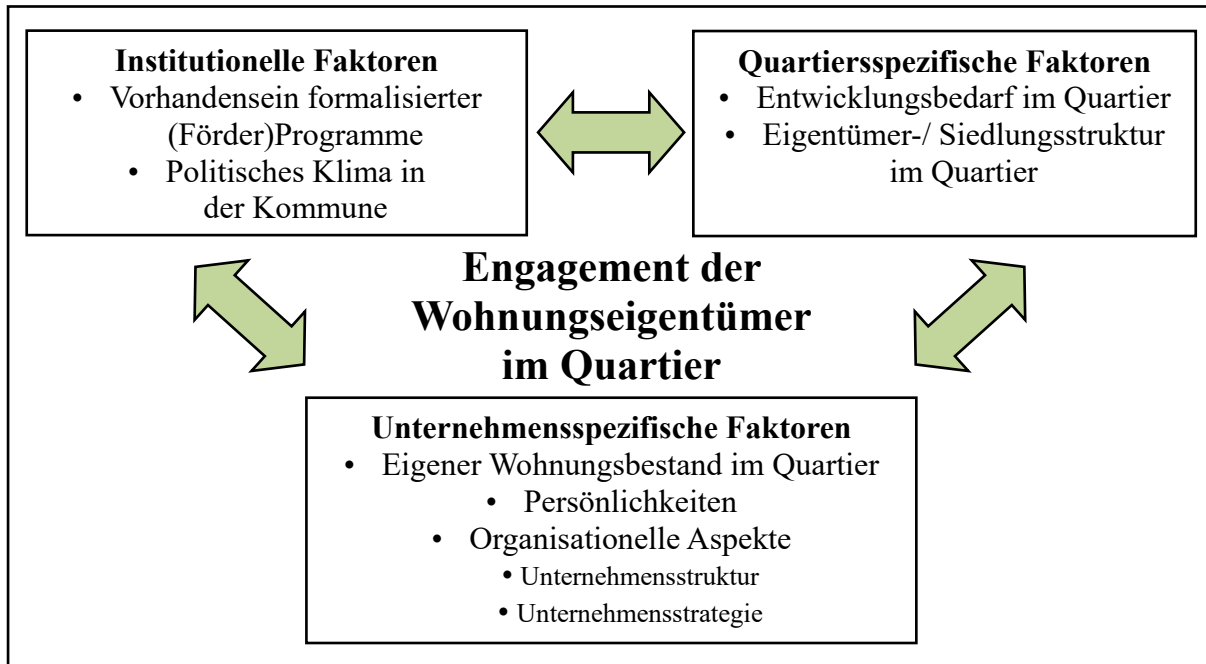 Institutionelle Faktoren
• Vorhandensein formalisierter
(Förder)Programme
• Politisches Klima in
der Kommune
Quartiersspezifische Faktoren
• Entwicklungsbedarf im Quartier
• Eigentümer-/ Siedlungsstruktur
im Quartier
Engagement der
Wohnungseigentümer
im Quartier
Unternehmensspezifische Faktoren
• Eigener Wohnungsbestand im Quartier
• Persönlichkeiten
• Organisationelle Aspekte
• Unternehmensstruktur
• Unternehmensstrategie